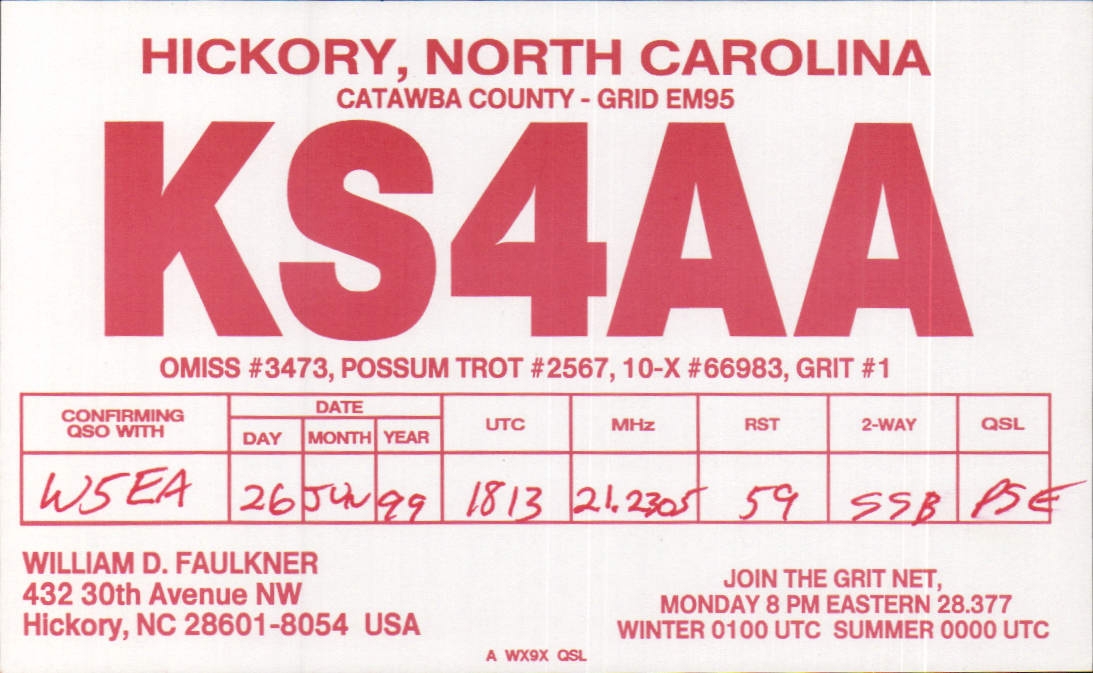 HICKORY, NORTH CAROLINA
CATAWBA COUNTY - GRID EM95
KS4AA
OMISS #3473, POSSUM TROT #2567, 10-X #66983, GRIT #1
CONFIRMING QSO WITH DATE DAY MONTH YEAR UTC MHz RST 2-WAY QSL
W5EA 26 JUN 99 1813 21.2305 59 SSB PSE
WILLIAM D. FAULKNER
432 30th Avenue NW
Hickory, NC 28601-8054 USA
JOIN THE GRIT NET,
MONDAY 8 PM EASTERN 28.377
WINTER 0100 UTC SUMMER 0000 UTC
A WX9X QSL